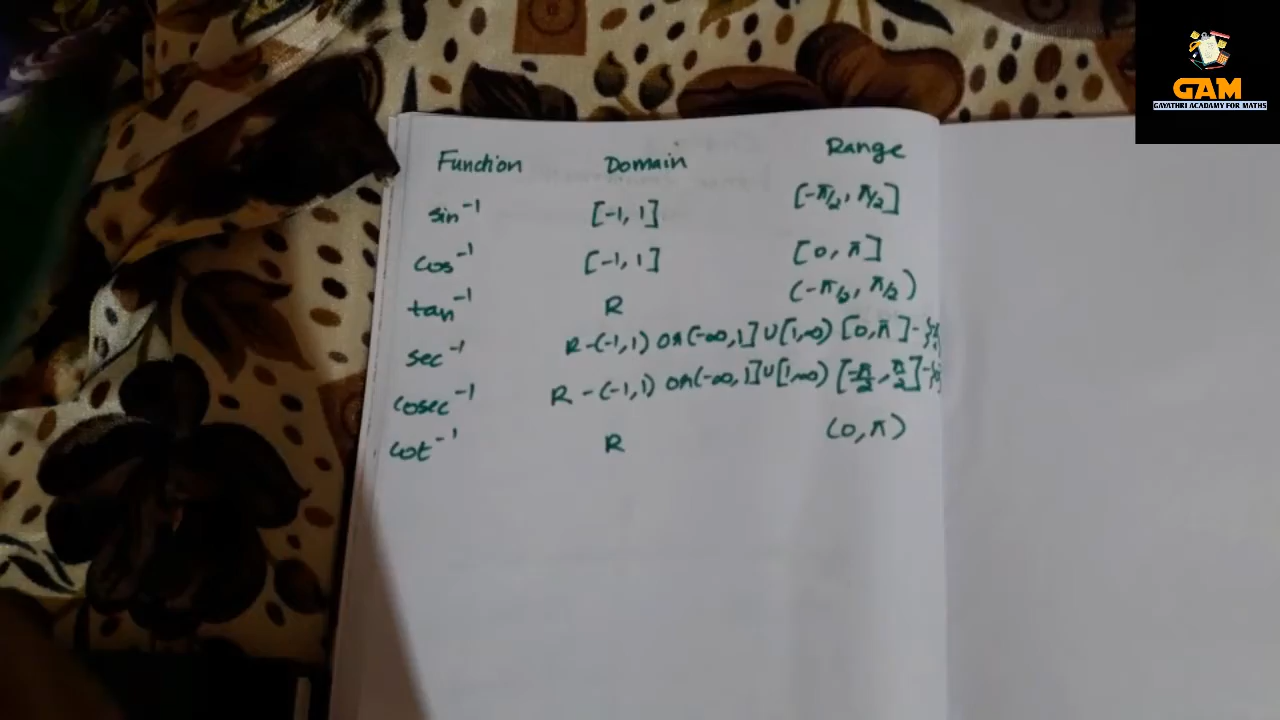 GAM
GAYATHRI ACADAMY FOR MATHS
Function Domain Range
sin⁻¹ [-1, 1] [-π/2, π/2]
cos⁻¹ [-1, 1] [0, π]
tan⁻¹ R (-π/2, π/2)
sec⁻¹ R-(-1,1) or (-∞,1] ∪ [1,∞) [0,π] -
cosec⁻¹ R-(-1,1) or (-∞,1] ∪ [1,∞) [-π/2, π/2] -
cot⁻¹ R (0, π)